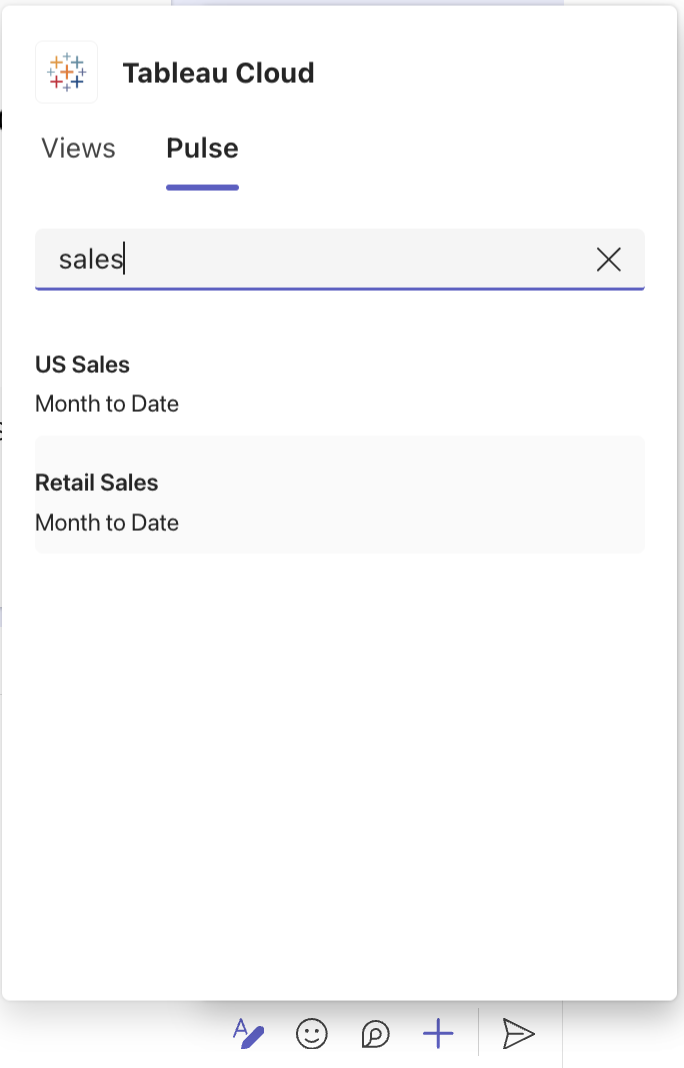 Tableau Cloud
Views Pulse
sales
US Sales
Month to Date
Retail Sales
Month to Date